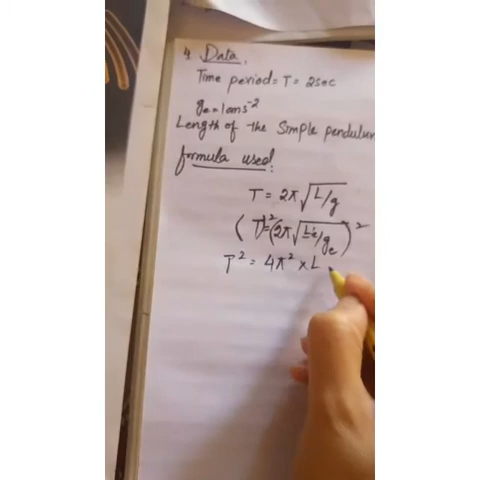 4. Data.
Time period = T = 2sec
ge = 10ms⁻²
Length of the Simple pendulum
formula used:
T = 2π√L/g
(T)² = (2π√Le/ge)²
T² = 4π² × L